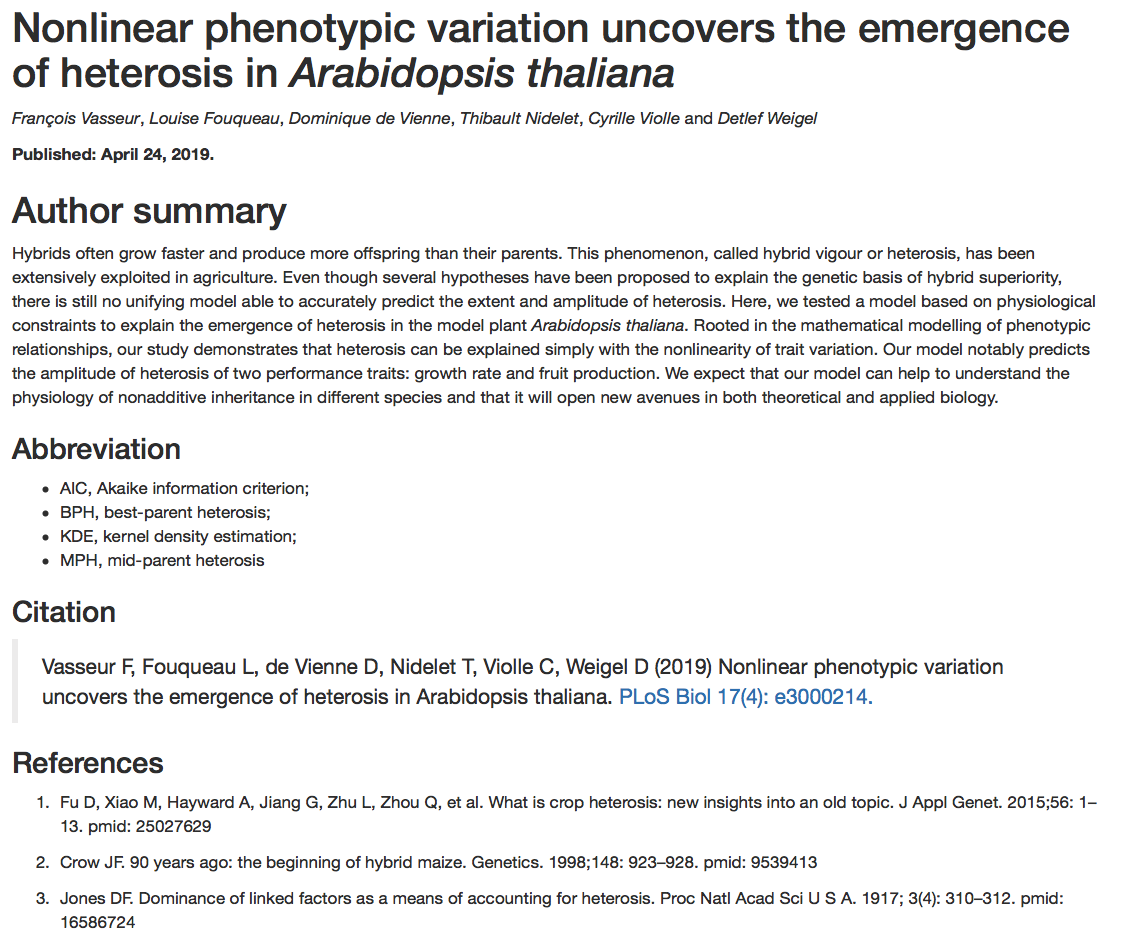 Nonlinear phenotypic variation uncovers the emergence
of heterosis in Arabidopsis thaliana
François Vasseur, Louise Fouqueau, Dominique de Vienne, Thibault Nidelet, Cyrille Violle and Detlef Weigel
Published: April 24, 2019.
Author summary
Hybrids often grow faster and produce more offspring than their parents. This phenomenon, called hybrid vigour or heterosis, has been
extensively exploited in agriculture. Even though several hypotheses have been proposed to explain the genetic basis of hybrid superiority,
there is still no unifying model able to accurately predict the extent and amplitude of heterosis. Here, we tested a model based on physiological
constraints to explain the emergence of heterosis in the model plant Arabidopsis thaliana. Rooted in the mathematical modelling of phenotypic
relationships, our study demonstrates that heterosis can be explained simply with the nonlinearity of trait variation. Our model notably predicts
the amplitude of heterosis of two performance traits: growth rate and fruit production. We expect that our model can help to understand the
physiology of nonadditive inheritance in different species and that it will open new avenues in both theoretical and applied biology.
Abbreviation
• AIC, Akaike information criterion;
• BPH, best-parent heterosis;
• KDE, kernel density estimation;
• MPH, mid-parent heterosis
Citation
Vasseur F, Fouqueau L, de Vienne D, Nidelet T, Violle C, Weigel D (2019) Nonlinear phenotypic variation
uncovers the emergence of heterosis in Arabidopsis thaliana. PLoS Biol 17(4): e3000214.
References
1. Fu D, Xiao M, Hayward A, Jiang G, Zhu L, Zhou Q, et al. What is crop heterosis: new insights into an old topic. J Appl Genet. 2015;56: 1–
13. pmid: 25027629
2. Crow JF. 90 years ago: the beginning of hybrid maize. Genetics. 1998;148: 923–928. pmid: 9539413
3. Jones DF. Dominance of linked factors as a means of accounting for heterosis. Proc Natl Acad Sci U S A. 1917; 3(4): 310–312. pmid:
16586724